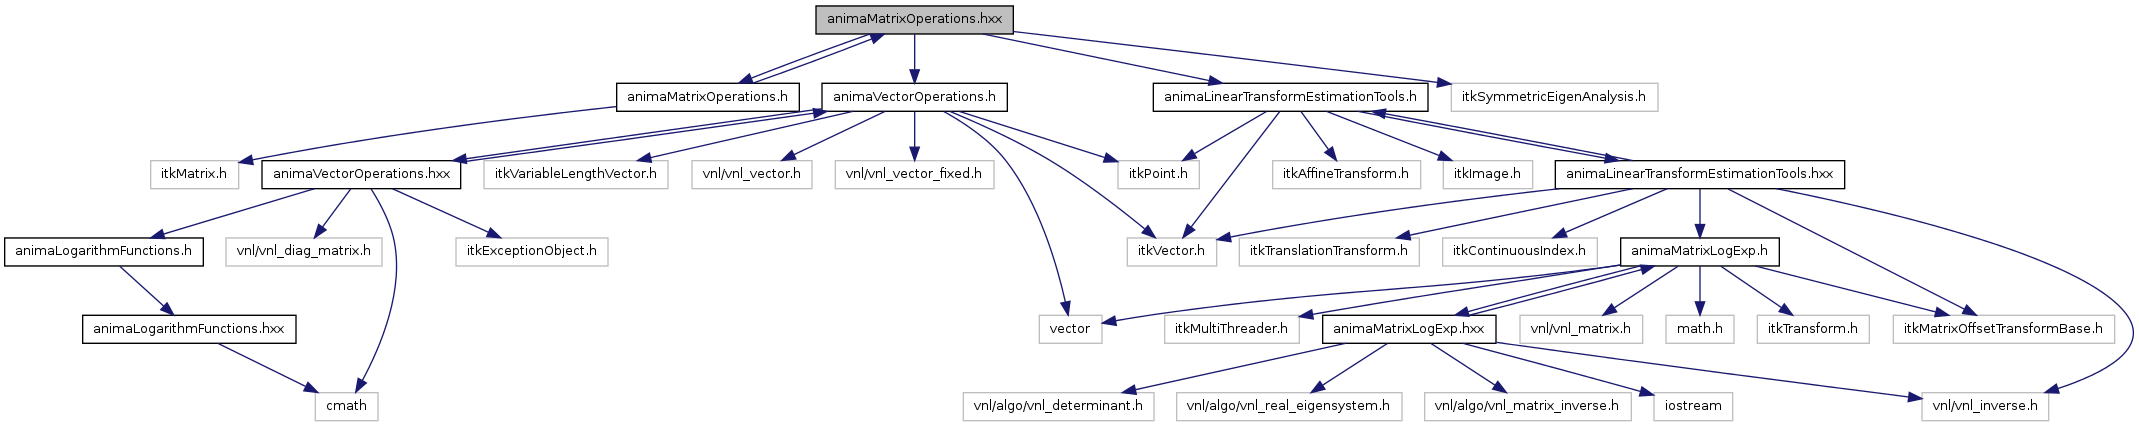 animaMatrixOperations.hxx
animaMatrixOperations.h
animaVectorOperations.h
animaLinearTransformEstimationTools.h
itkSymmetricEigenAnalysis.h
itkMatrix.h
animaVectorOperations.hxx
itkVariableLengthVector.h
vnl/vnl_vector.h
vnl/vnl_vector_fixed.h
itkPoint.h
itkAffineTransform.h
itkImage.h
animaLinearTransformEstimationTools.hxx
animaLogarithmFunctions.h
vnl/vnl_diag_matrix.h
itkExceptionObject.h
itkVector.h
itkTranslationTransform.h
itkContinuousIndex.h
animaMatrixLogExp.h
animaLogarithmFunctions.hxx
vector
itkMultiThreader.h
animaMatrixLogExp.hxx
vnl/vnl_matrix.h
math.h
itkTransform.h
itkMatrixOffsetTransformBase.h
cmath
vnl/algo/vnl_determinant.h
vnl/algo/vnl_real_eigensystem.h
vnl/algo/vnl_matrix_inverse.h
iostream
vnl/vnl_inverse.h